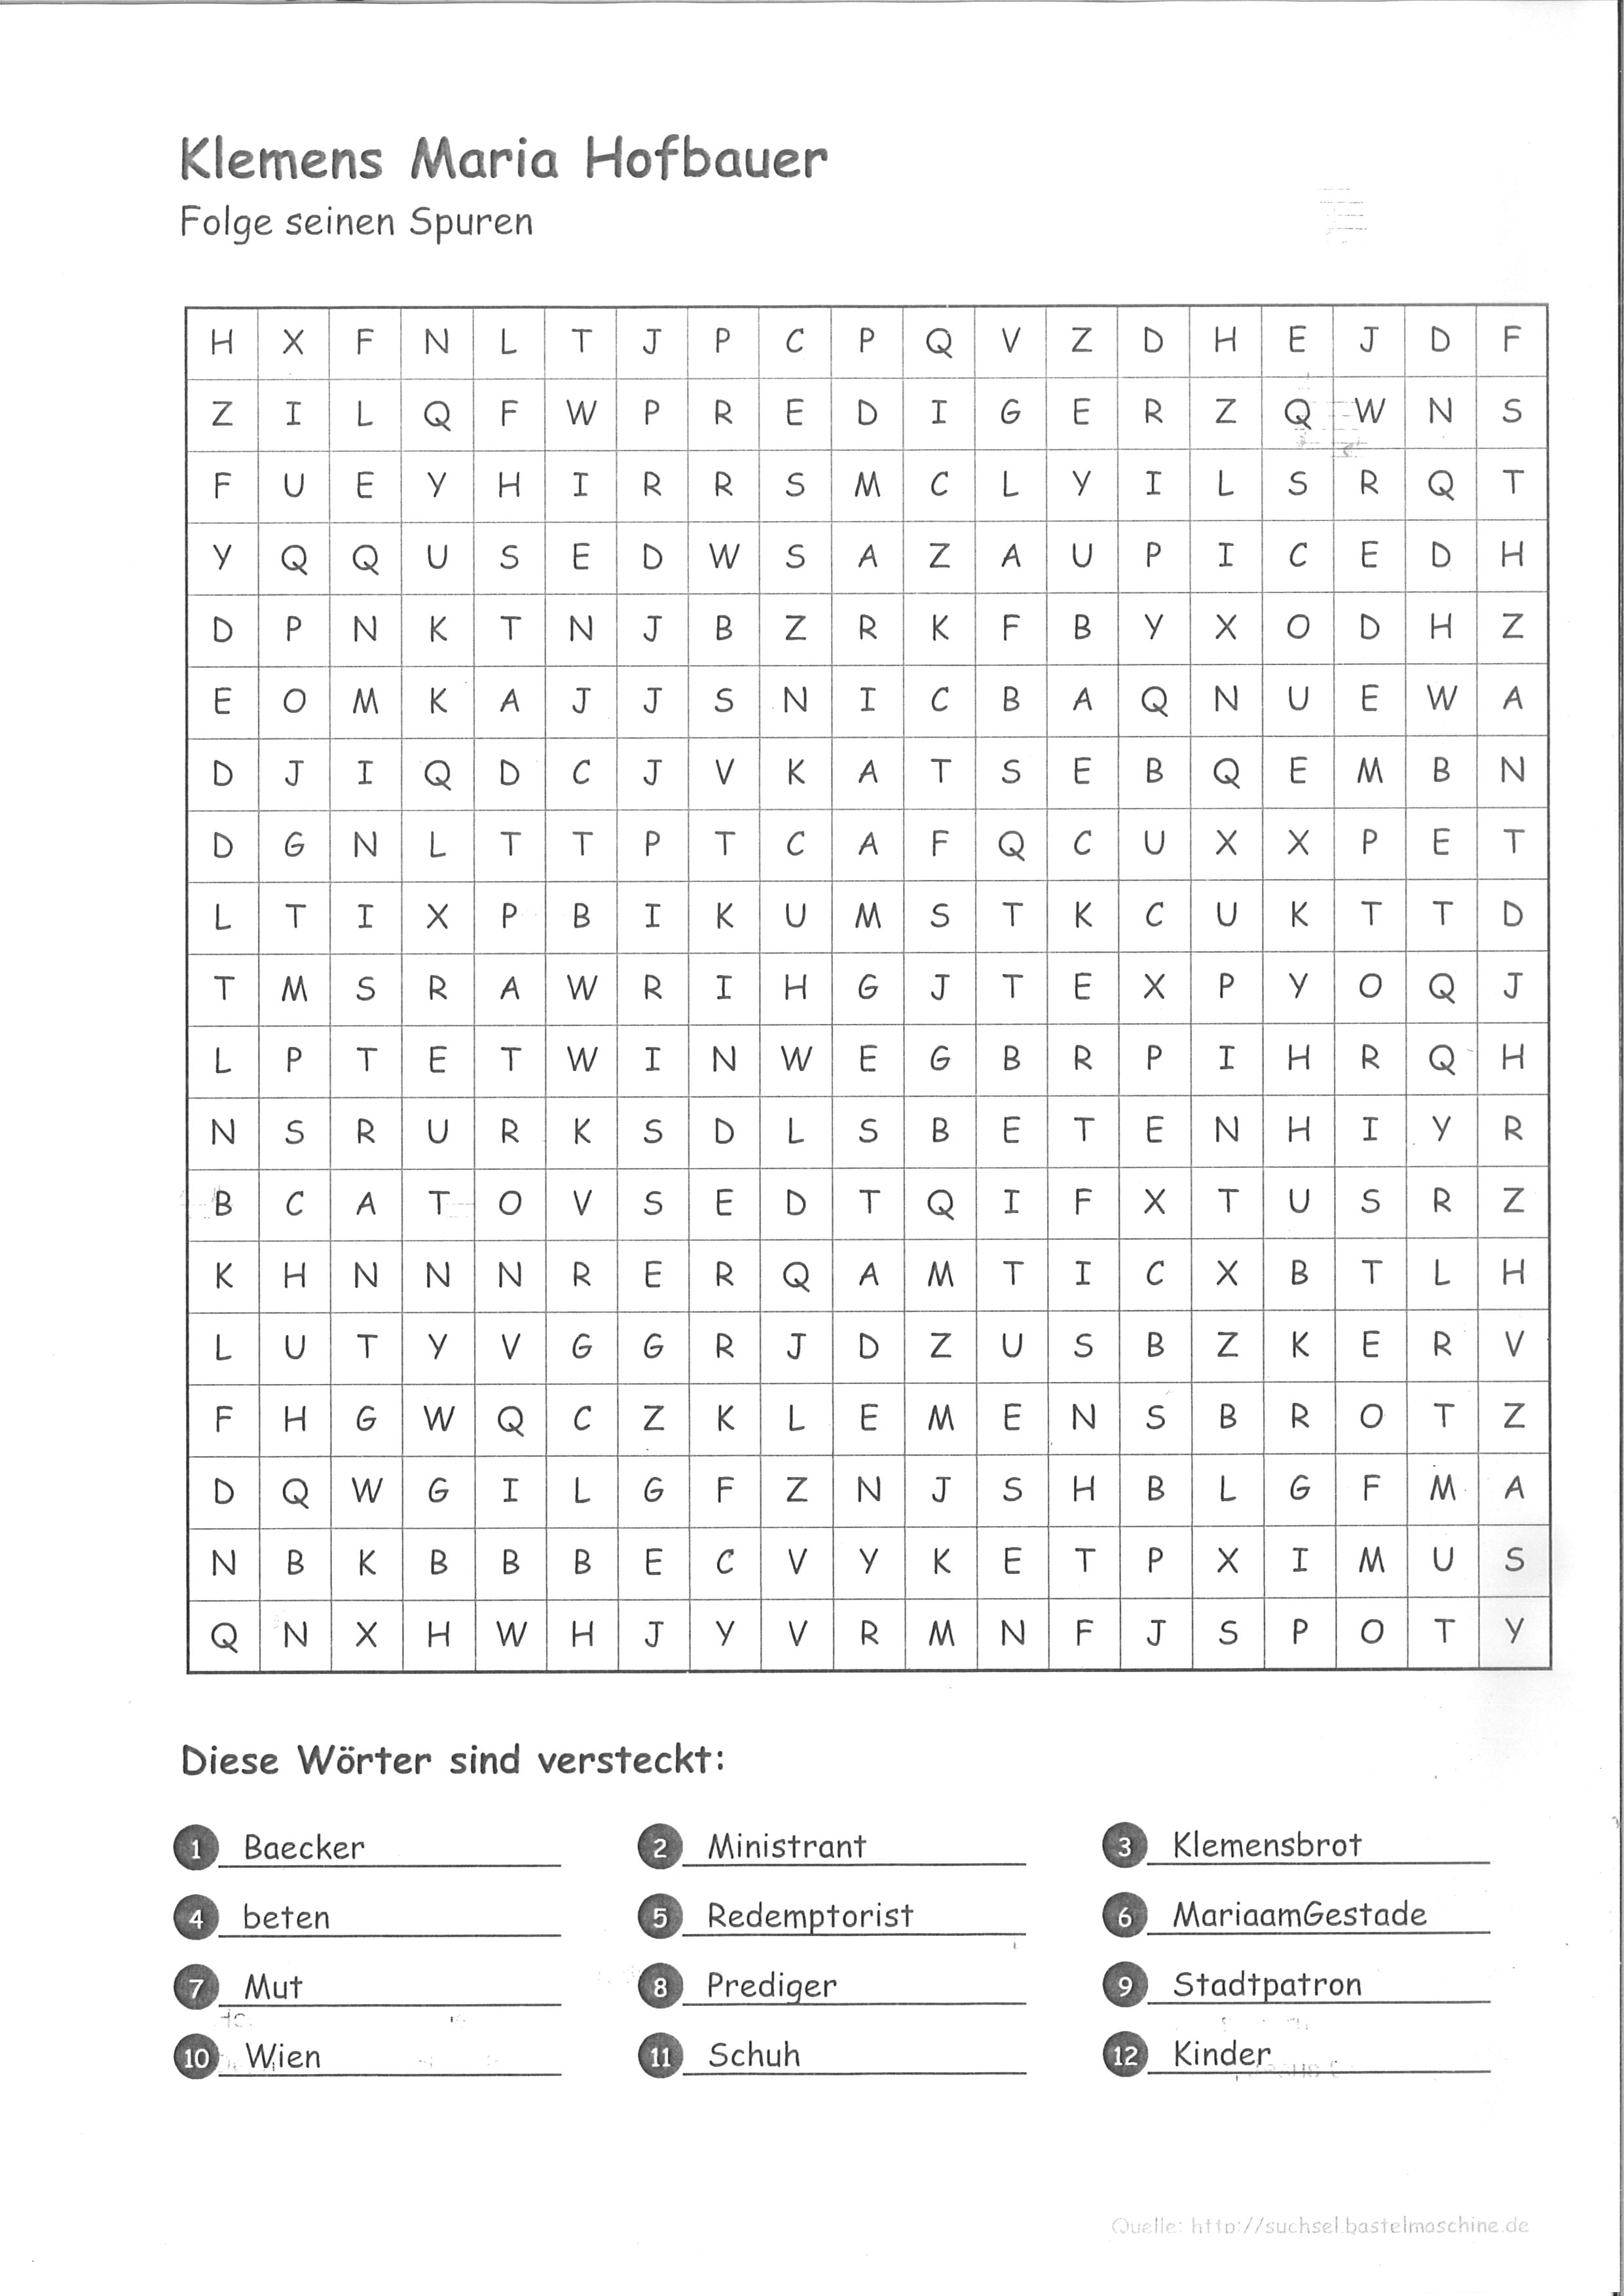 Klemens Maria Hofbauer
Folge seinen Spuren
H X F N L T J P C P Q V Z D H E J D F
Z I L Q F W P R E D I G E R Z Q W N S
F U E Y H I R R S M C L Y I L S R Q T
Y Q Q U S E D W S A Z A U P I C E D H
D P N K T N J B Z R K F B Y X O D H Z
E O M K A J J S N I C B A Q N U E W A
D J I Q D C J V K A T S E B Q E M B N
D G N L T T P T C A F Q C U X X P E T
L T I X P B I K U M S T K C U K T T D
T M S R A W R I H G J T E X P Y O Q J
L P T E T W I N W E G B R P I H R Q H
N S R U R K S D L S B E T E N H I Y R
B C A T O V S E D T Q I F X T U S R Z
K H N N N R E R Q A M T I C X B T L H
L U T Y V G G R J D Z U S B Z K E R V
F H G W Q C Z K L E M E N S B R O T Z
D Q W G I L G F Z N J S H B L G F M A
N B K B B B E C V Y K E T P X I M U S
Q N X H W H J Y V R M N F J S P O T Y
Diese Wörter sind versteckt:
1 Baecker 2 Ministrant 3 Klemensbrot
4 beten 5 Redemptorist 6 MariaamGestade
7 Mut 8 Prediger 9 Stadtpatron
10 Wien 11 Schuh 12 Kinder
Quelle: http://suchsel.bastelmaschine.de